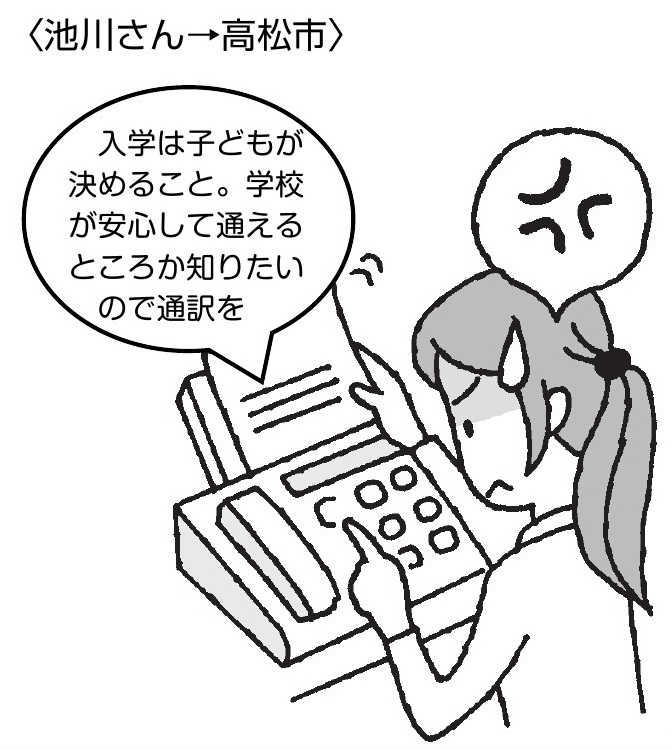 〈池川さん→高松市〉
入学は子どもが
決めること。学校
が安心して通える
ところか知りたい
ので通訳を